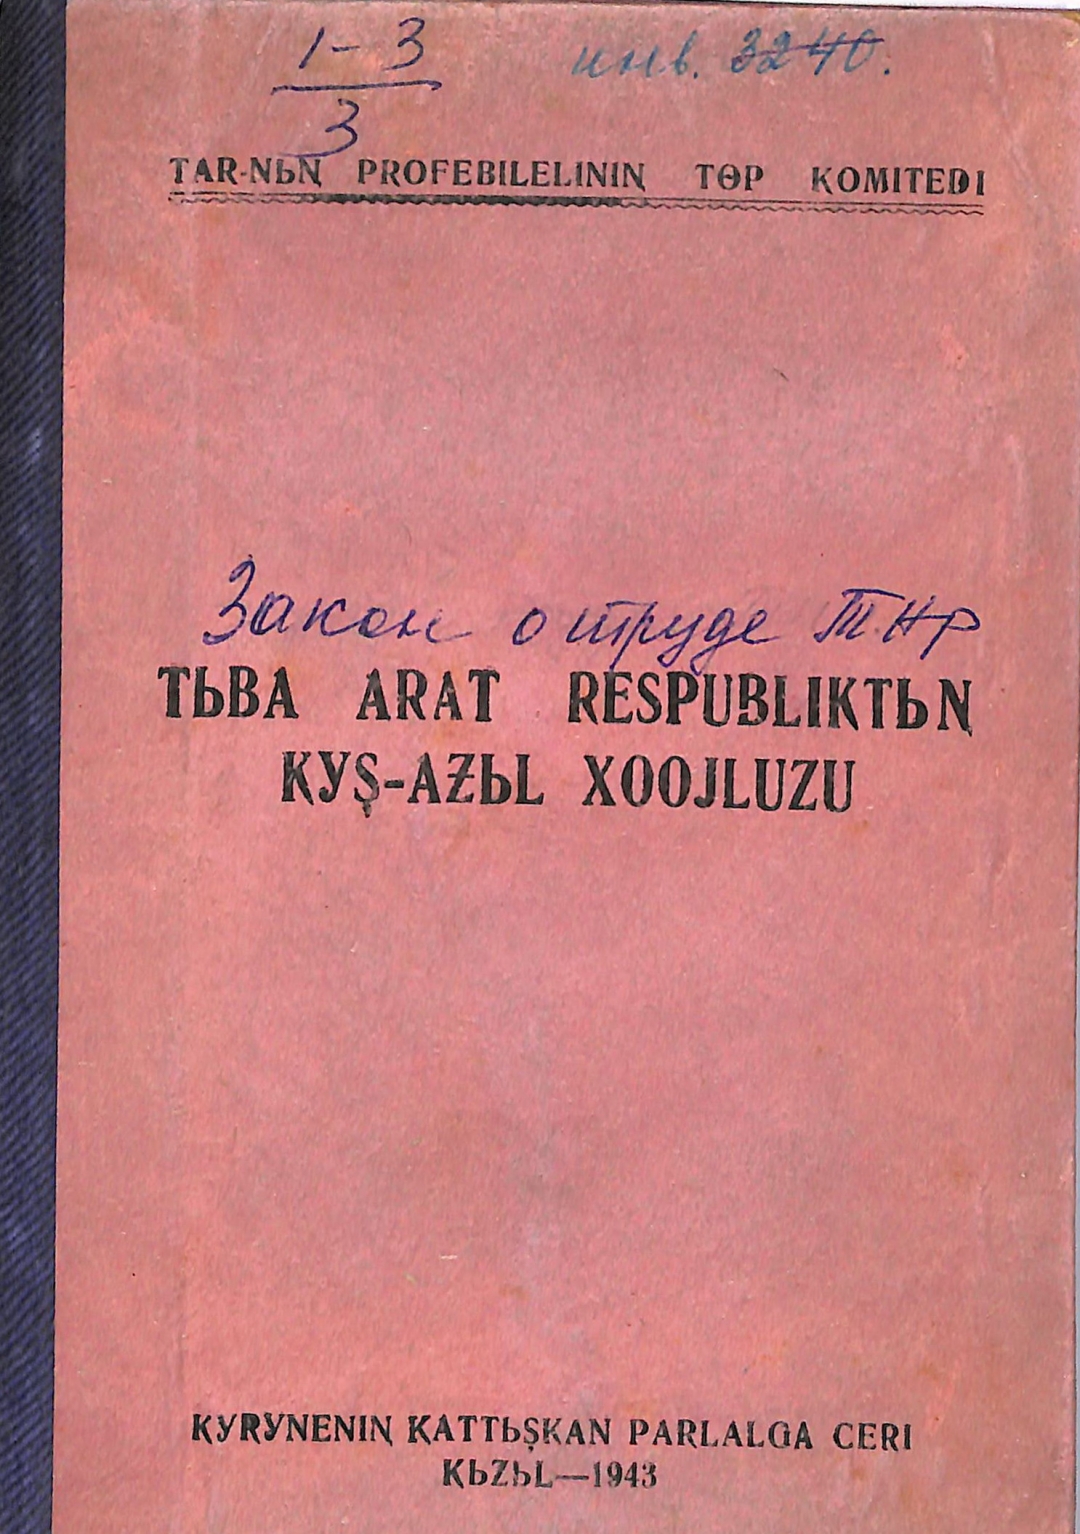 1-3
3
инв. 3240.
TAR-NЬN̡ PROFEBILELININ̡ TɵP KOMITEDI
Закон о труде ТНР
TЬBA ARAT RESPUBLIKTЬN̡
KYŞ-AƵЬL XOOJLUZU
KYRYNENIN̡ KATTЬŞKAN PARLALGA CERI
KЬZЬL—1943